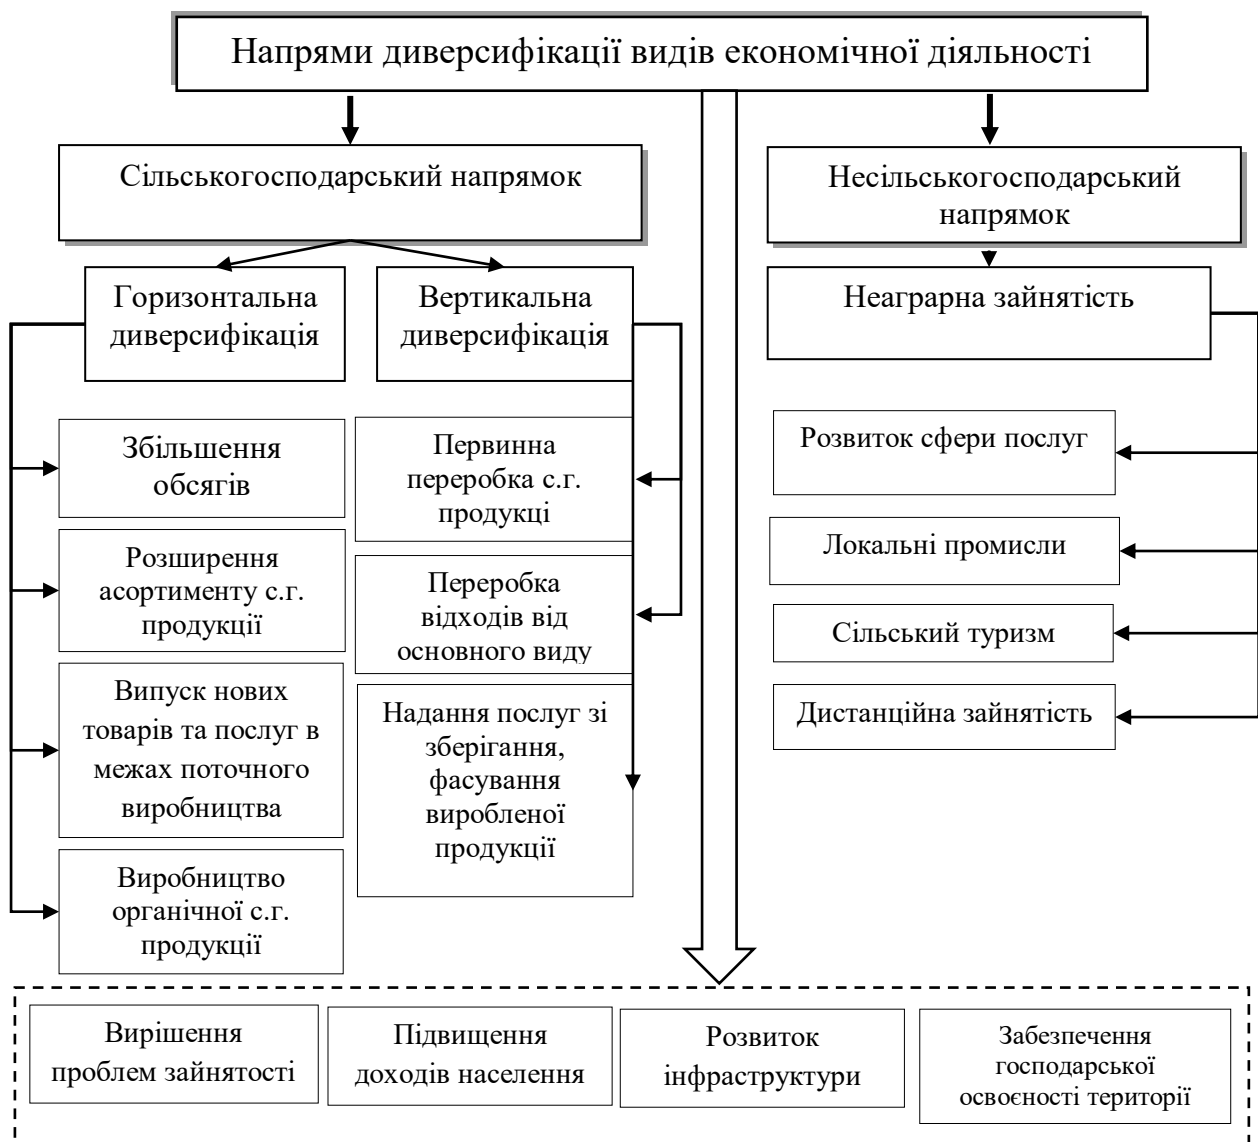 Напрями диверсифікації видів економічної діяльності
Сільськогосподарський напрямок
Несільськогосподарський
напрямок
Горизонтальна
диверсифікація
Вертикальна
диверсифікація
Неаграрна зайнятість
Збільшення
обсягів
Розширення
асортименту с.г.
продукції
Випуск нових
товарів та послуг в
межах поточного
виробництва
Виробництво
органічної с.г.
продукції
Первинна
переробка с.г.
продукці
Переробка
відходів від
основного виду
Надання послуг зі
зберігання,
фасування
виробленої
продукції
Розвиток сфери послуг
Локальні промисли
Сільський туризм
Дистанційна зайнятість
Вирішення
проблем зайнятості
Підвищення
доходів населення
Розвиток
інфраструктури
Забезпечення
господарської
освоєності території